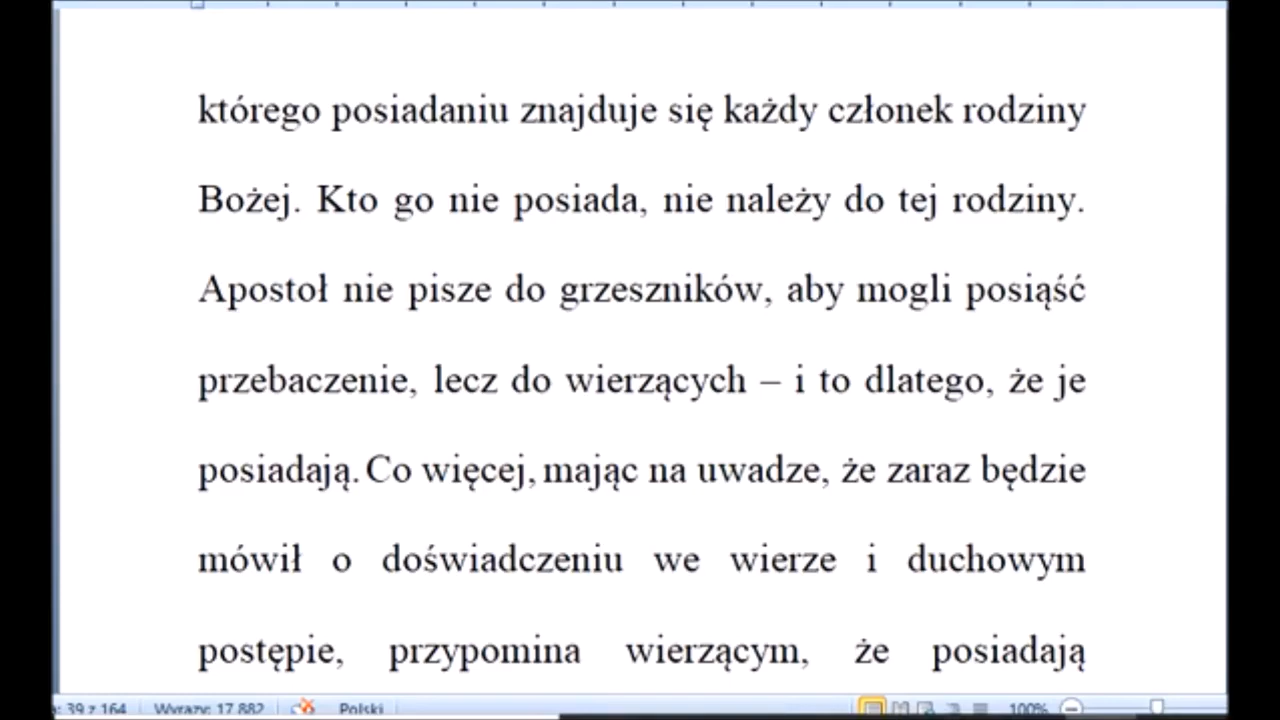 którego posiadaniu znajduje się każdy członek rodziny
Bożej. Kto go nie posiada, nie należy do tej rodziny.
Apostoł nie pisze do grzeszników, aby mogli posiąść
przebaczenie, lecz do wierzących – i to dlatego, że je
posiadają. Co więcej, mając na uwadze, że zaraz będzie
mówił o doświadczeniu we wierze i duchowym
postępie, przypomina wierzącym, że posiadają
: 39 z 164 Wyrazy: 17 882 Polski 100%